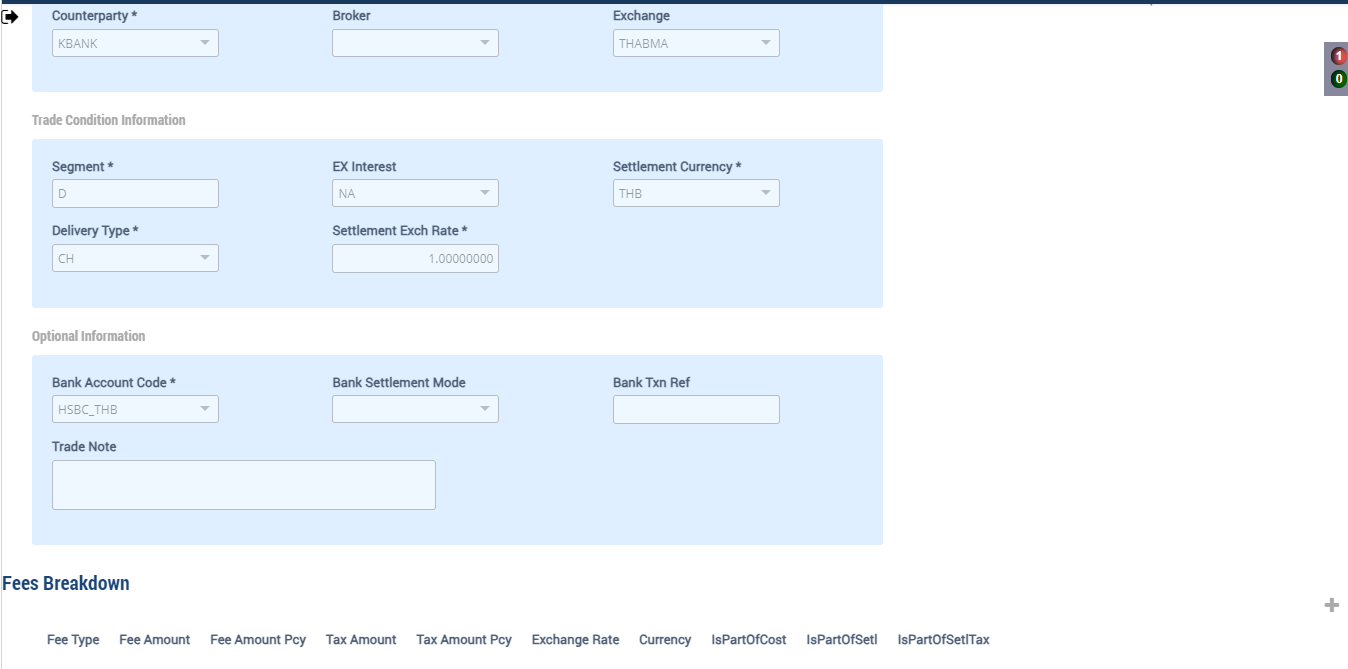 Counterparty * Broker Exchange
KBANK THABMA
1
0
Trade Condition Information
Segment * EX Interest Settlement Currency *
D NA THB
Delivery Type * Settlement Exch Rate *
CH 1.00000000
Optional Information
Bank Account Code * Bank Settlement Mode Bank Txn Ref
HSBC_THB
Trade Note
Fees Breakdown
Fee Type Fee Amount Fee Amount Pcy Tax Amount Tax Amount Pcy Exchange Rate Currency IsPartOfCost IsPartOfSetl IsPartOfSetlTax